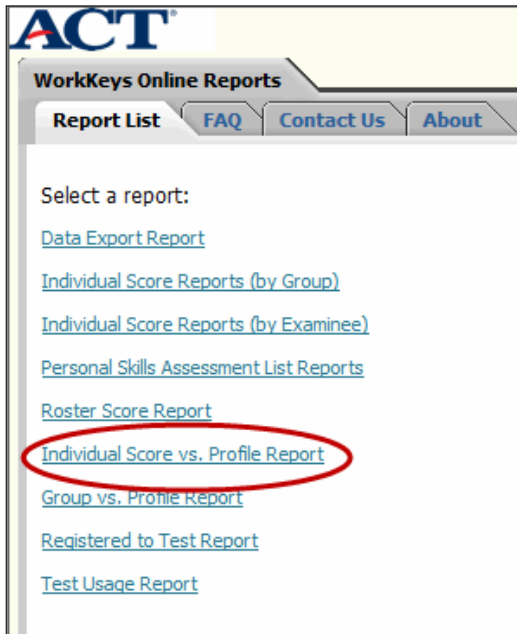 ACT
WorkKeys Online Reports
Report List FAQ Contact Us About
Select a report:
Data Export Report
Individual Score Reports (by Group)
Individual Score Reports (by Examinee)
Personal Skills Assessment List Reports
Roster Score Report
Individual Score vs. Profile Report
Group vs. Profile Report
Registered to Test Report
Test Usage Report